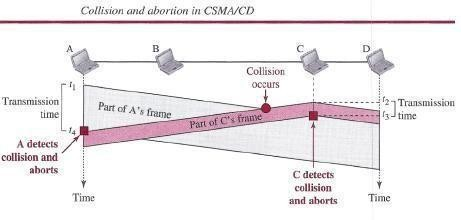 Collision and abortion in CSMA/CD
A
B
C
D
Collision
occurs
t1
Transmission
time
t4
Part of A's frame
Part of C's frame
t2
Transmission
t3
time
A detects
collision and
aborts
C detects
collision
and aborts
Time
Time